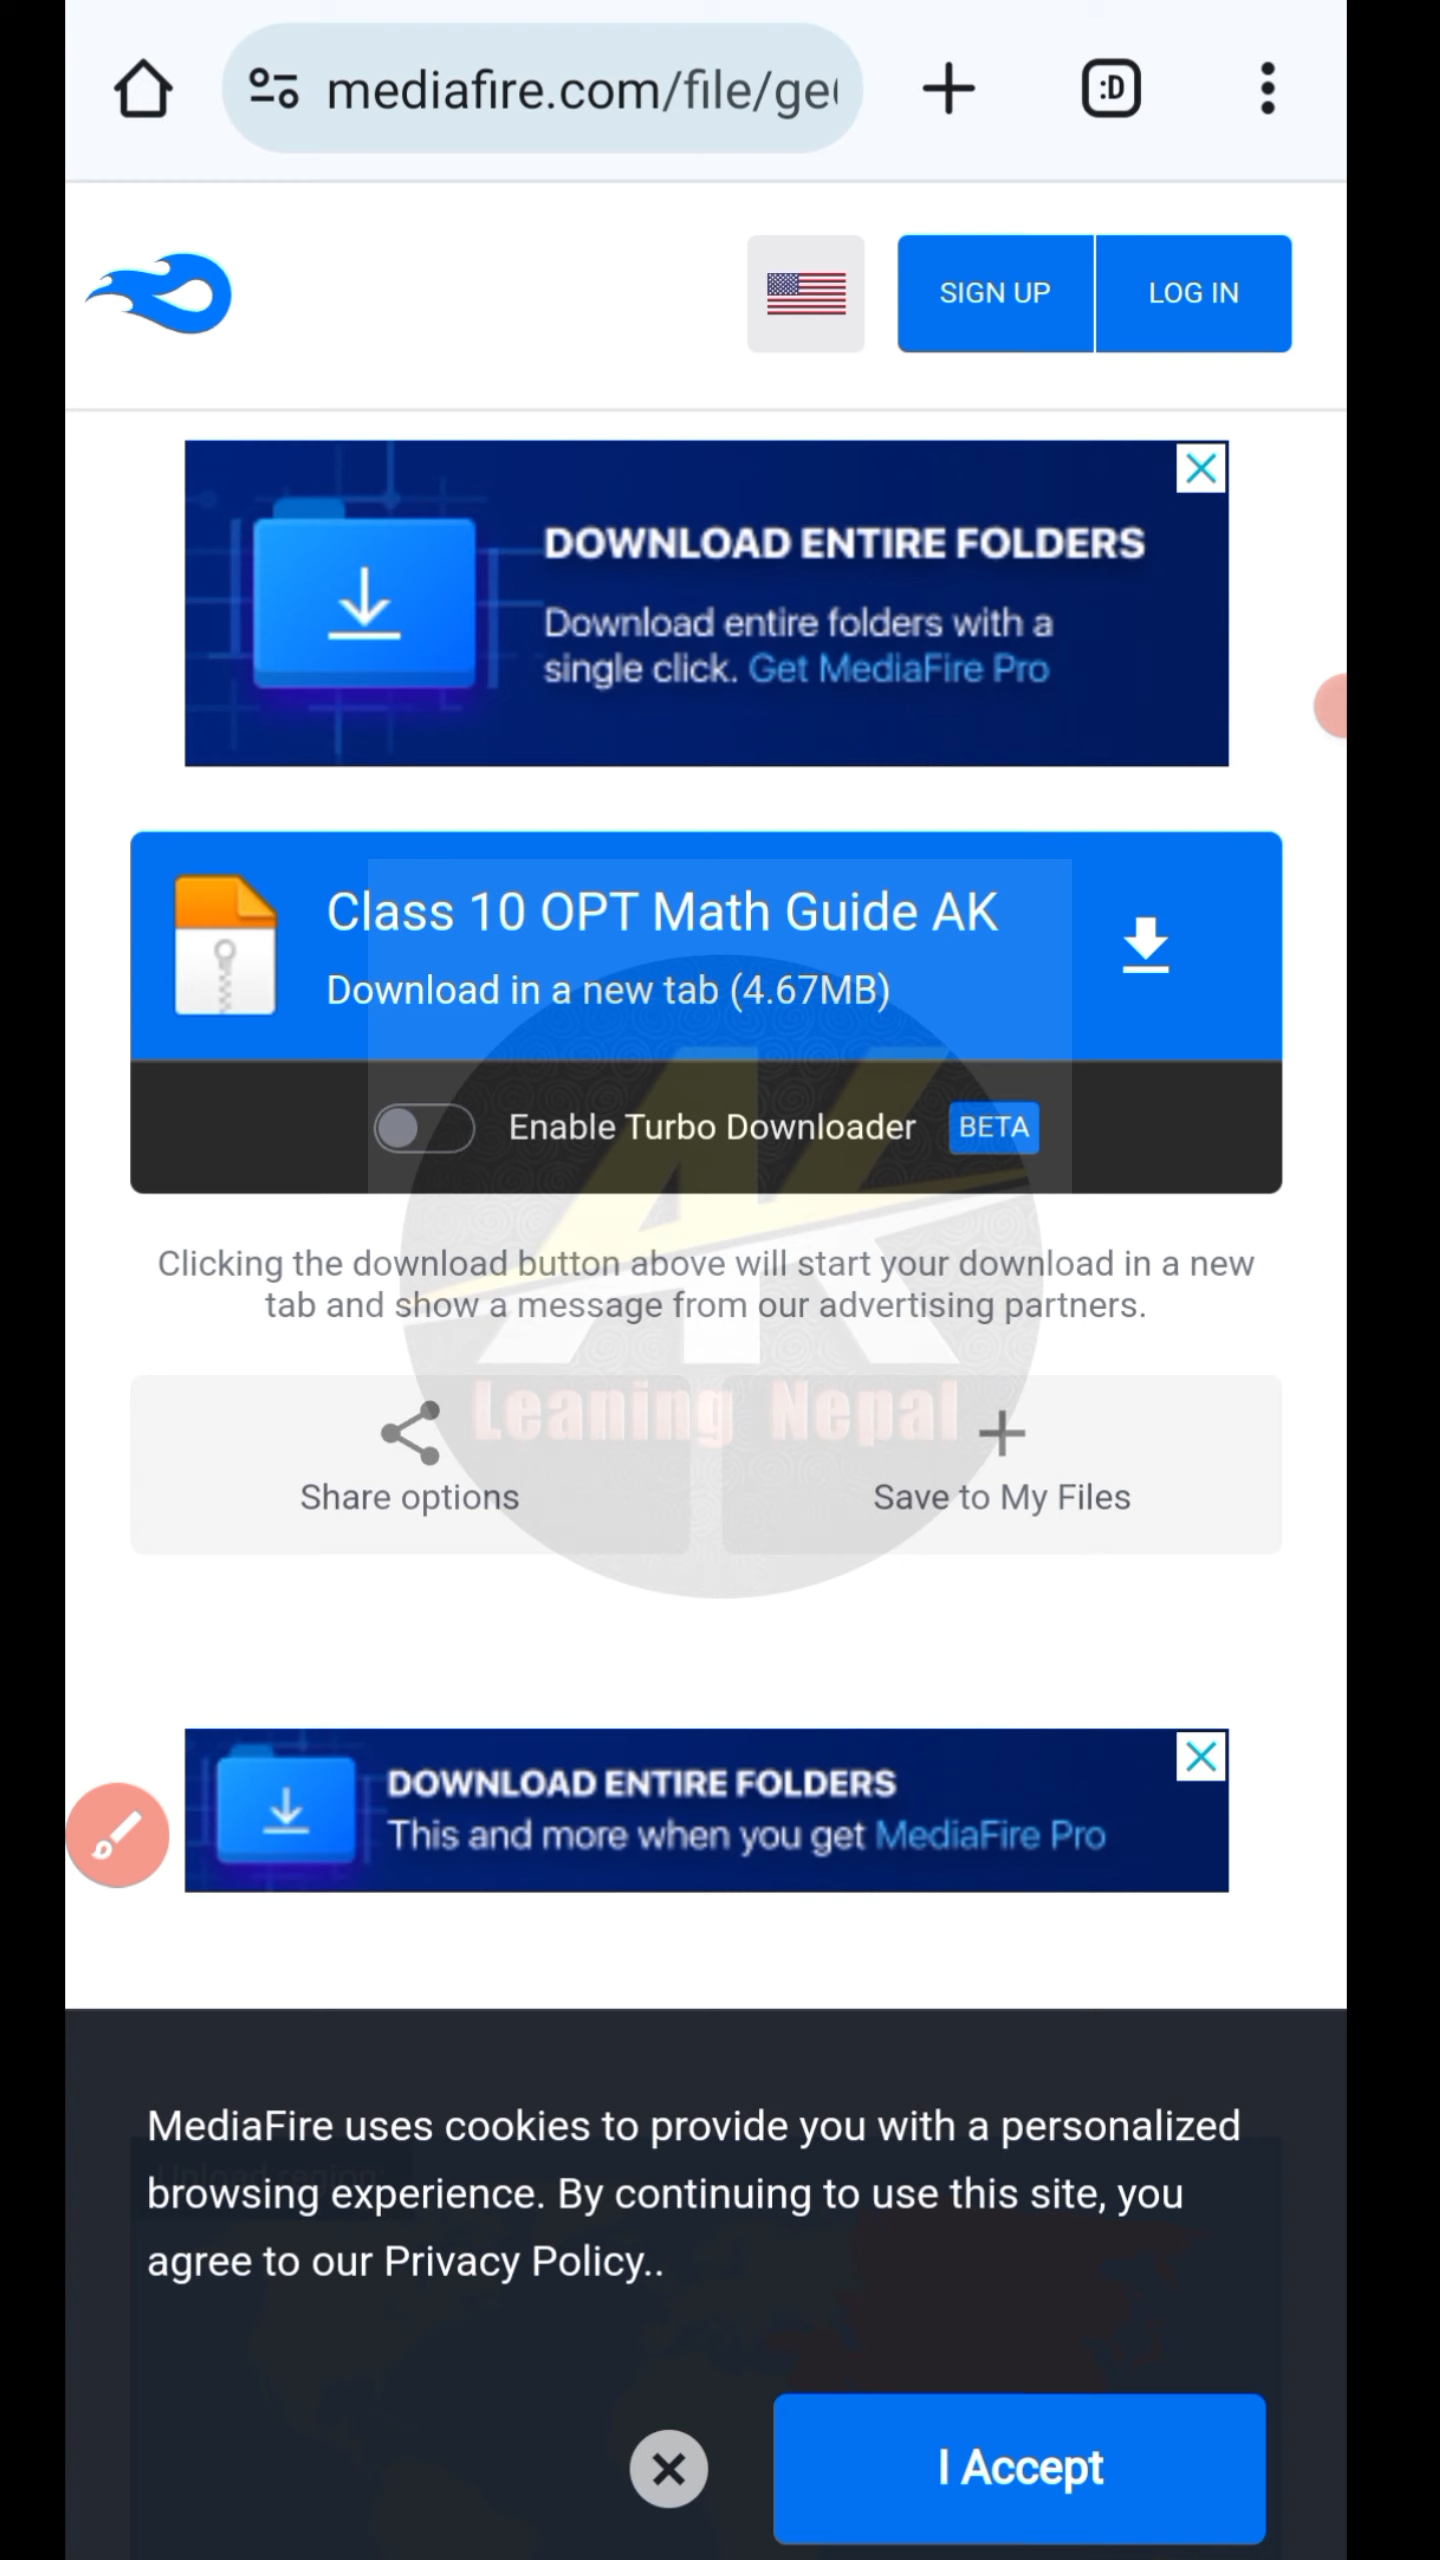 mediafire.com/file/ge
:D
SIGN UP
LOG IN
DOWNLOAD ENTIRE FOLDERS
Download entire folders with a
single click. Get MediaFire Pro
Class 10 OPT Math Guide AK
Download in a new tab (4.67MB)
Enable Turbo Downloader
BETA
AK
Clicking the download button above will start your download in a new
tab and show a message from our advertising partners.
Leaning Nepal
Share options
Save to My Files
DOWNLOAD ENTIRE FOLDERS
This and more when you get MediaFire Pro
MediaFire uses cookies to provide you with a personalized
Upload region:
browsing experience. By continuing to use this site, you
agree to our Privacy Policy..
I Accept